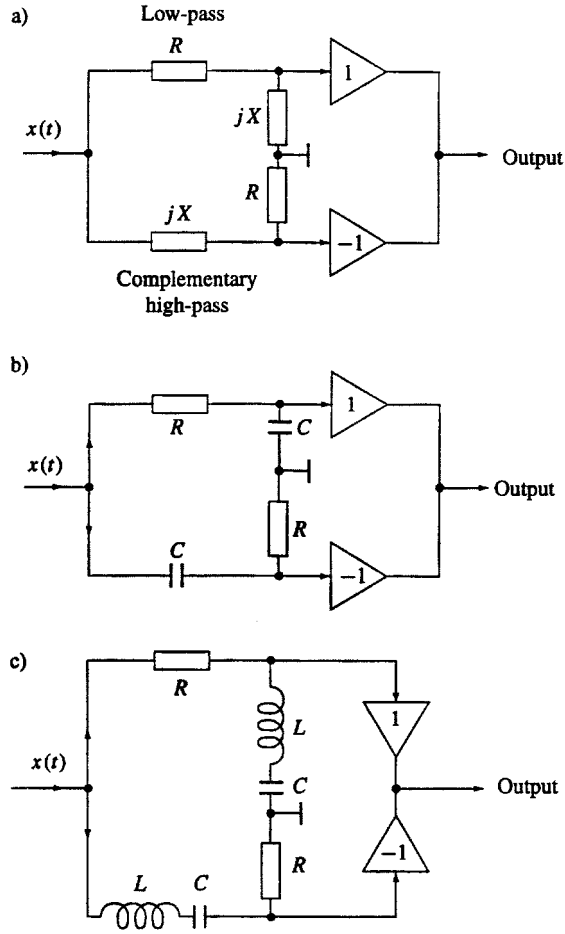 a)
Low-pass
R
1
x(t)
jX
Output
R
jX
-1
Complementary
high-pass
b)
R
C
1
x(t)
Output
R
C
-1
c)
R
1
L
x(t)
C
Output
R
-1
L
C